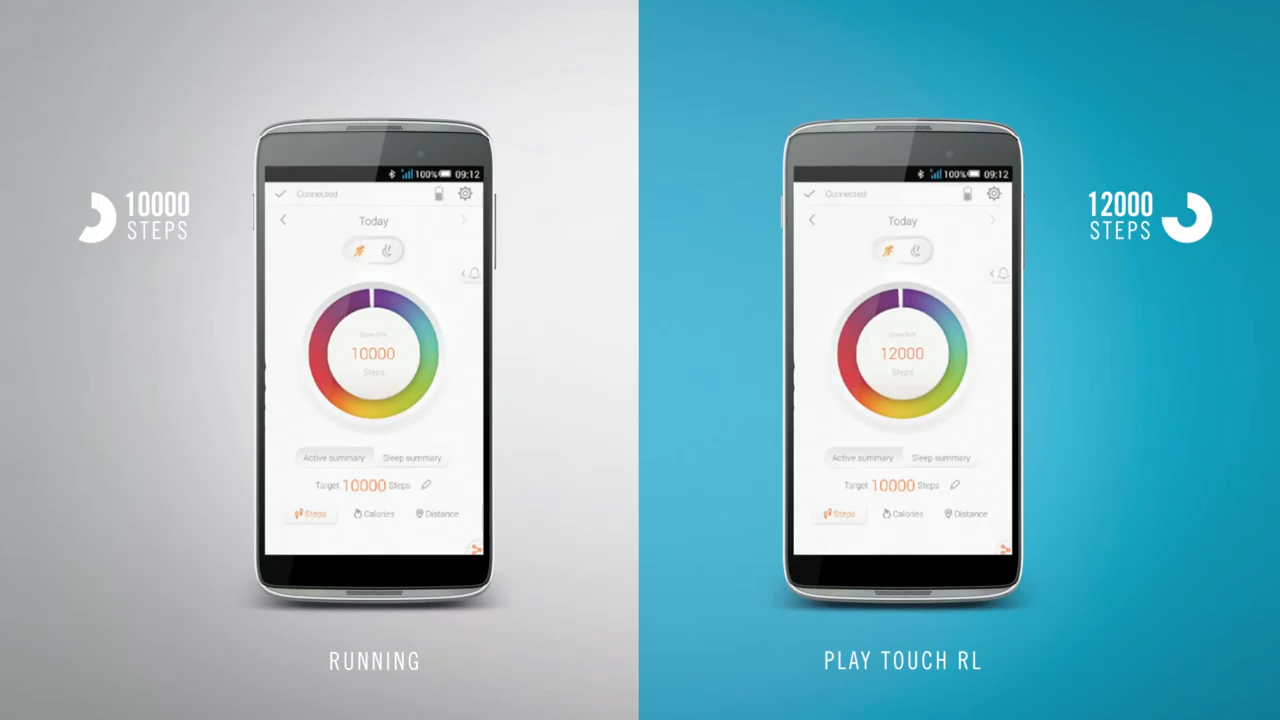 10000
STEPS
100% 09:12
Connected
Today
10000
Steps
Active summary Sleep summary
Target 10000 Steps
Steps Calories Distance
RUNNING
12000
STEPS
100% 09:12
Connected
Today
12000
Steps
Active summary Sleep summary
Target 10000 Steps
Steps Calories Distance
PLAY TOUCH RL